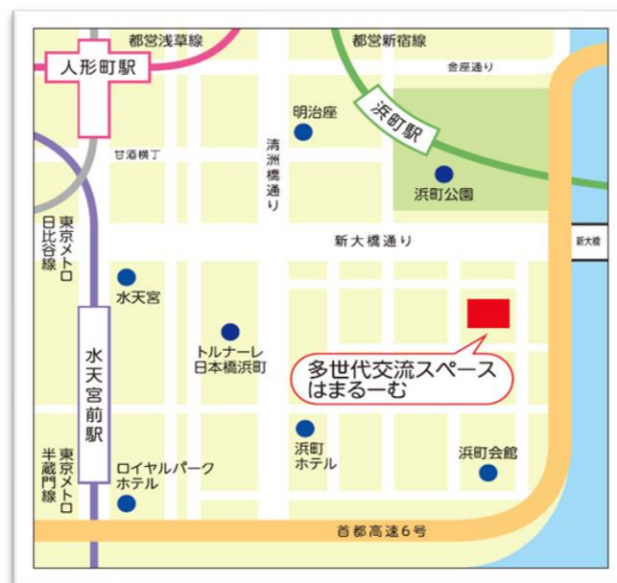 都営浅草線
都営新宿線
人形町駅
金座通り
明治座
浜町駅
清洲橋通り
甘酒横丁
浜町公園
東京メトロ
日比谷線
新大橋通り
新大橋
水天宮
トルナーレ
日本橋浜町
多世代交流スペース
はまるーむ
水天宮前駅
浜町
ホテル
浜町会館
東京メトロ
半蔵門線
ロイヤルパーク
ホテル
首都高速6号